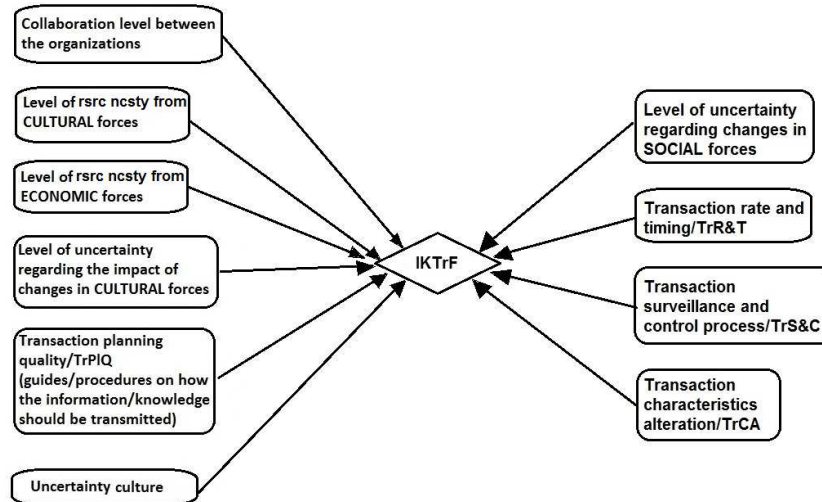 Collaboration level between
the organizations
Level of rsrc ncsty from
CULTURAL forces
Level of rsrc ncsty from
ECONOMIC forces
Level of uncertainty
regarding the impact of
changes in CULTURAL forces
Transaction planning
quality/TrPlQ
(guides/procedures on how
the information/knowledge
should be transmitted)
Uncertainty culture
IKTrF
Level of uncertainty
regarding changes in
SOCIAL forces
Transaction rate and
timing/TrR&T
Transaction
surveillance and
control process/TrS&C
Transaction
characteristics
alteration/TrCA